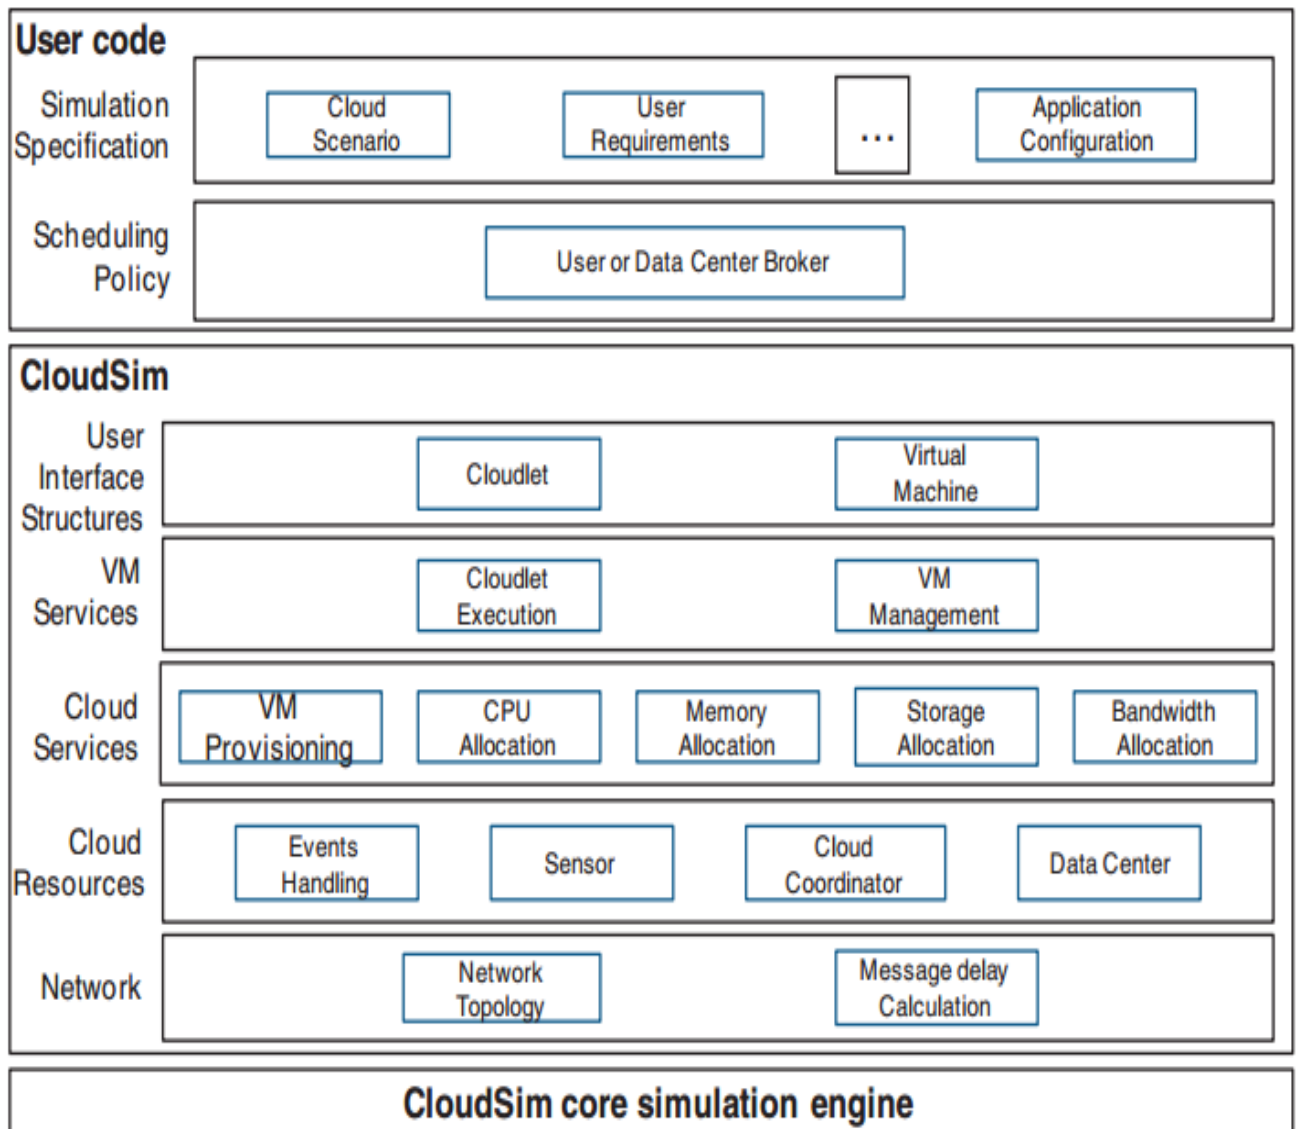 User code
Simulation
Specification
Cloud
Scenario
User
Requirements
...
Application
Configuration
Scheduling
Policy
User or Data Center Broker
CloudSim
User
Interface
Structures
Cloudlet
Virtual
Machine
VM
Services
Cloudlet
Execution
VM
Management
Cloud
Services
VM
Provisioning
CPU
Allocation
Memory
Allocation
Storage
Allocation
Bandwidth
Allocation
Cloud
Resources
Events
Handling
Sensor
Cloud
Coordinator
Data Center
Network
Network
Topology
Message delay
Calculation
CloudSim core simulation engine